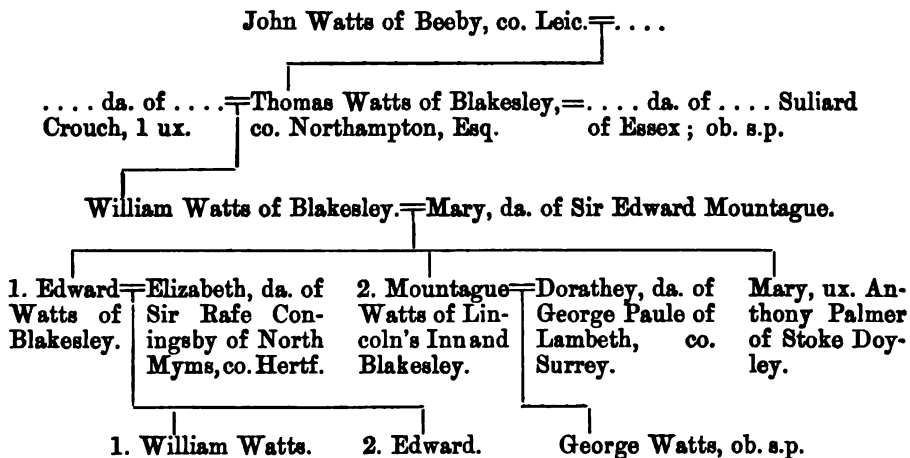 John Watts of Beeby, co. Leic.=....
.... da. of ....=Thomas Watts of Blakesley,=.... da. of .... Suliard
Crouch, 1 ux. co. Northampton, Esq. of Essex; ob. s.p.
William Watts of Blakesley.=Mary, da. of Sir Edward Mountague.
1. Edward=Elizabeth, da. of 2. Mountague=Dorathey, da. of Mary, ux. An-
Watts of Sir Rafe Con- Watts of Lin- George Paule of thony Palmer
Blakesley. ingsby of North coln's Inn and Lambeth, co. of Stoke Doy-
Myms, co. Hertf. Blakesley. Surrey. ley.
1. William Watts. 2. Edward. George Watts, ob. s.p.